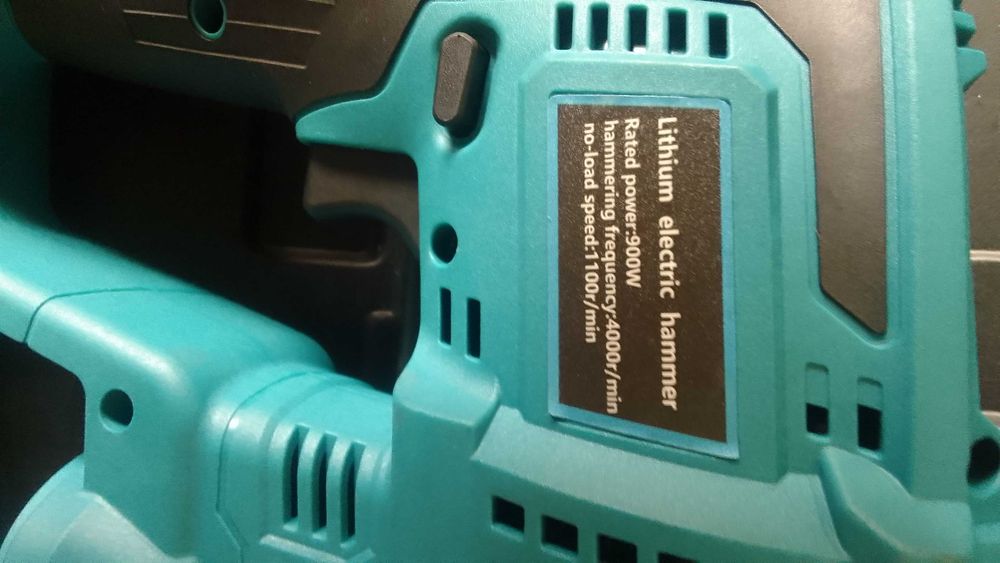 Lithium electric hammer
Rated power:900W
hammering frequency:4000r/min
no-load speed:1100r/min